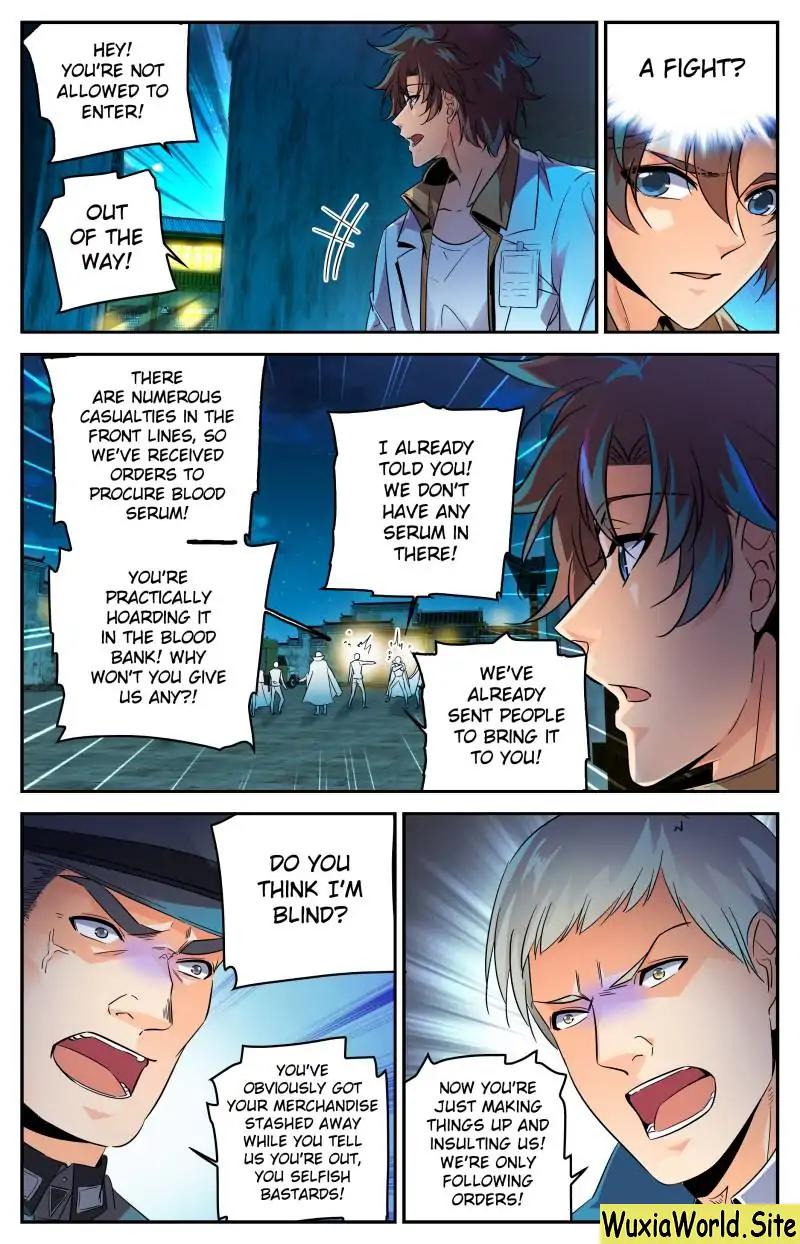 HEY!
YOU'RE NOT
ALLOWED TO
ENTER!
OUT
OF THE
WAY!
A FIGHT?
THERE
ARE NUMEROUS
CASUALTIES IN THE
FRONT LINES, SO
WE'VE RECEIVED
ORDERS TO
PROCURE BLOOD
SERUM!
I ALREADY
TOLD YOU!
WE DON'T
HAVE ANY
SERUM IN
THERE!
YOU'RE
PRACTICALLY
HOARDING IT
IN THE BLOOD
BANK! WHY
WON'T YOU GIVE
US ANY?!
WE'VE
ALREADY
SENT PEOPLE
TO BRING IT
TO YOU!
DO YOU
THINK I'M
BLIND?
YOU'VE
OBVIOUSLY GOT
YOUR MERCHANDISE
STASHED AWAY
WHILE YOU TELL
US YOU'RE OUT,
YOU SELFISH
BASTARDS!
NOW YOU'RE
JUST MAKING
THINGS UP AND
INSULTING US!
WE'RE ONLY
FOLLOWING
ORDERS!
WuxiaWorld.Site